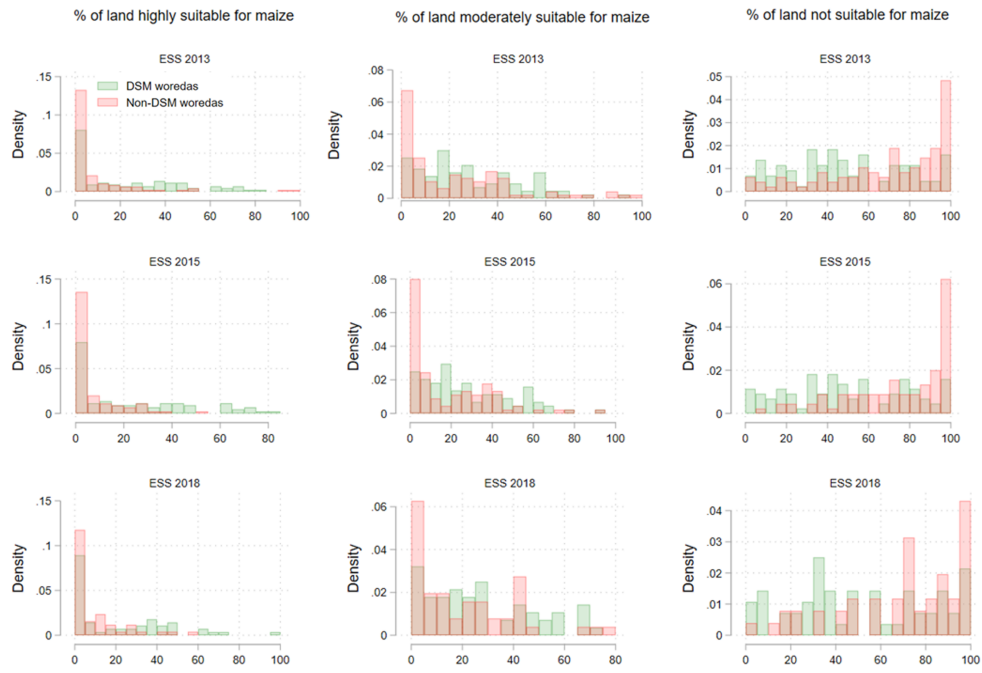 % of land highly suitable for maize
% of land moderately suitable for maize
% of land not suitable for maize
ESS 2013
.15
.1
.05
0
Density
DSM woredas
Non-DSM woredas
0 20 40 60 80 100
ESS 2013
.08
.06
.04
.02
0
Density
0 20 40 60 80 100
ESS 2013
.05
.04
.03
.02
.01
0
Density
0 20 40 60 80 100
ESS 2015
.15
.1
.05
0
Density
0 20 40 60 80
ESS 2015
.08
.06
.04
.02
0
Density
0 20 40 60 80 100
ESS 2015
.06
.04
.02
0
Density
0 20 40 60 80 100
ESS 2018
.15
.1
.05
0
Density
0 20 40 60 80 100
ESS 2018
.06
.04
.02
0
Density
0 20 40 60 80
ESS 2018
.04
.03
.02
.01
0
Density
0 20 40 60 80 100